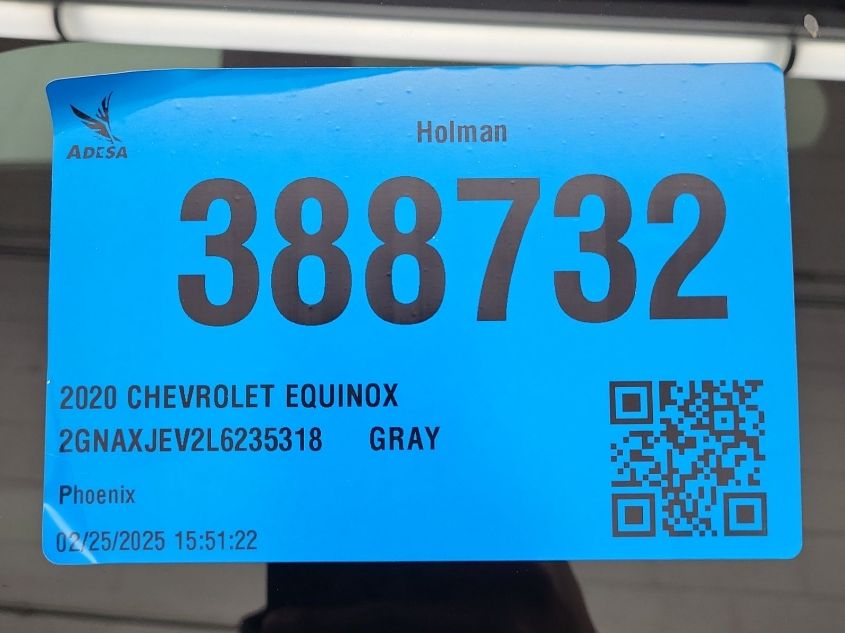 ADESA
Holman
388732
2020 CHEVROLET EQUINOX
2GNAXJEV2L6235318 GRAY
Phoenix
02/25/2025 15:51:22